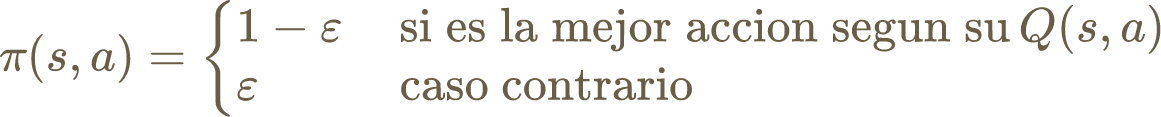 π(s, a) = { 1 − ε si es la mejor accion segun su Q(s, a)
ε caso contrario